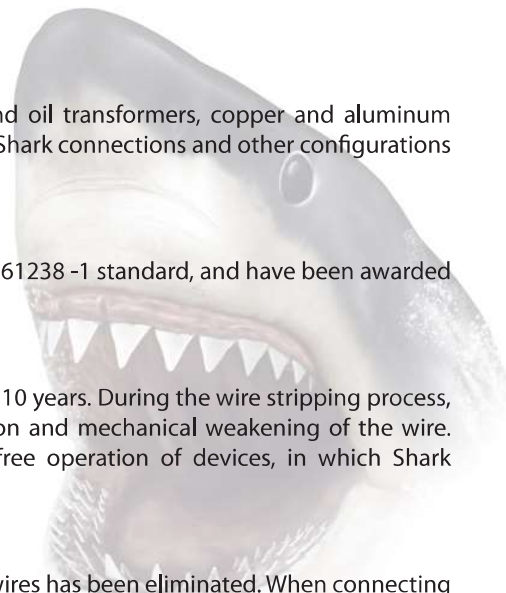 nd oil transformers, copper and aluminum
Shark connections and other configurations
61238 -1 standard, and have been awarded
10 years. During the wire stripping process,
on and mechanical weakening of the wire.
free operation of devices, in which Shark
wires has been eliminated. When connecting